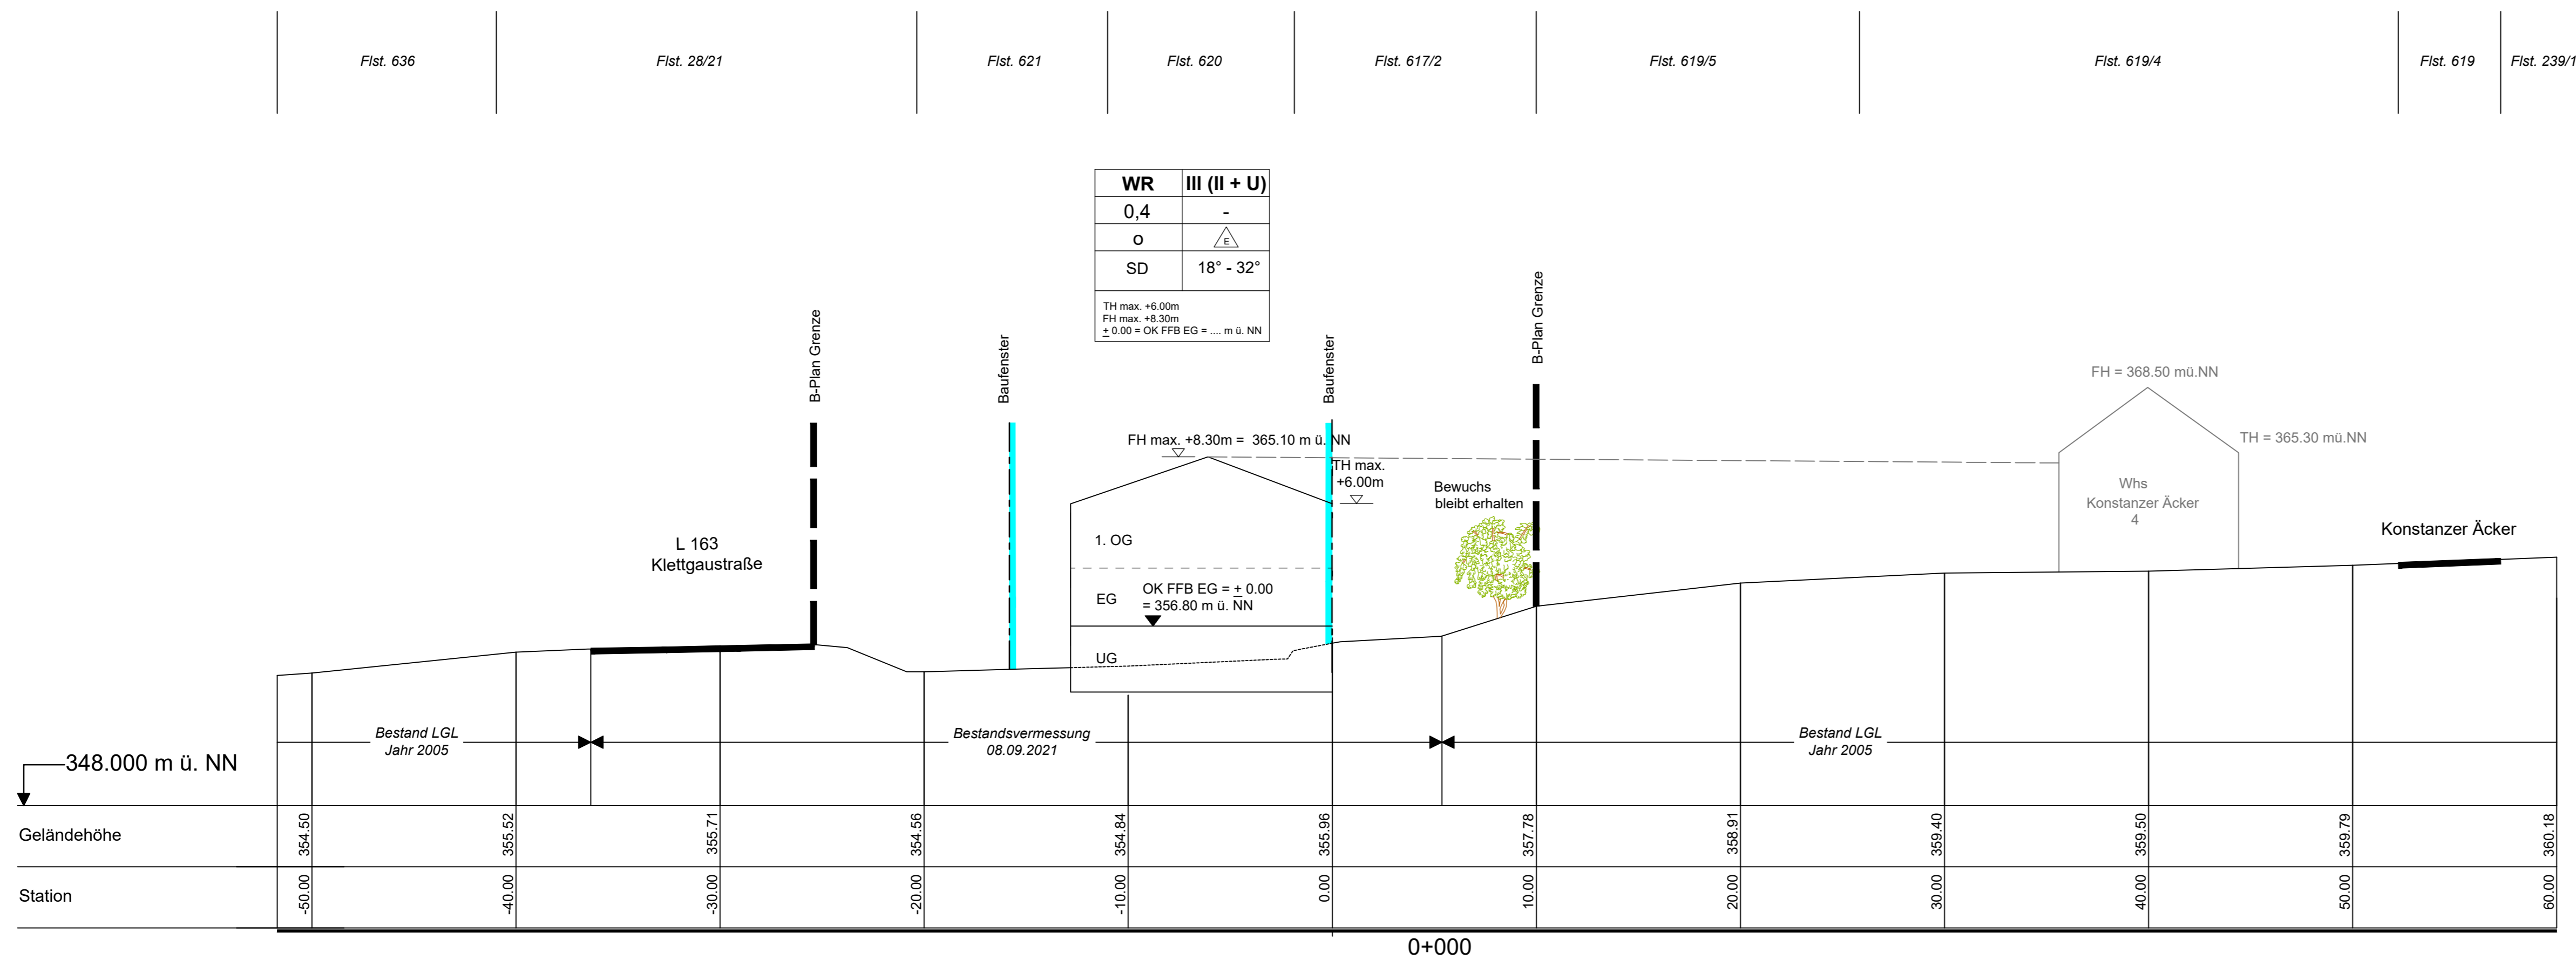 Flst. 636
Flst. 28/21
Flst. 621
Flst. 620
Flst. 617/2
Flst. 619/5
Flst. 619/4
Flst. 619
Flst. 239/1
WR III (II + U)
0,4 -
o E
SD 18° - 32°
TH max. +6.00m
FH max. +8.30m
± 0.00 = OK FFB EG = .... m ü. NN
B-Plan Grenze
Baufenster
Baufenster
B-Plan Grenze
FH = 368.50 mü.NN
TH = 365.30 mü.NN
FH max. +8.30m = 365.10 m ü. NN
TH max.
+6.00m
Bewuchs
bleibt erhalten
Whs
Konstanzer Äcker
4
Konstanzer Äcker
L 163
Klettgaustraße
1. OG
EG
OK FFB EG = ± 0.00
= 356.80 m ü. NN
UG
Bestand LGL
Jahr 2005
Bestandsvermessung
08.09.2021
Bestand LGL
Jahr 2005
348.000 m ü. NN
Geländehöhe 354.50 355.52 355.71 354.56 354.84 355.96 357.78 358.91 359.40 359.50 359.79 360.18
Station -50.00 -40.00 -30.00 -20.00 -10.00 0.00 10.00 20.00 30.00 40.00 50.00 60.00
0+000